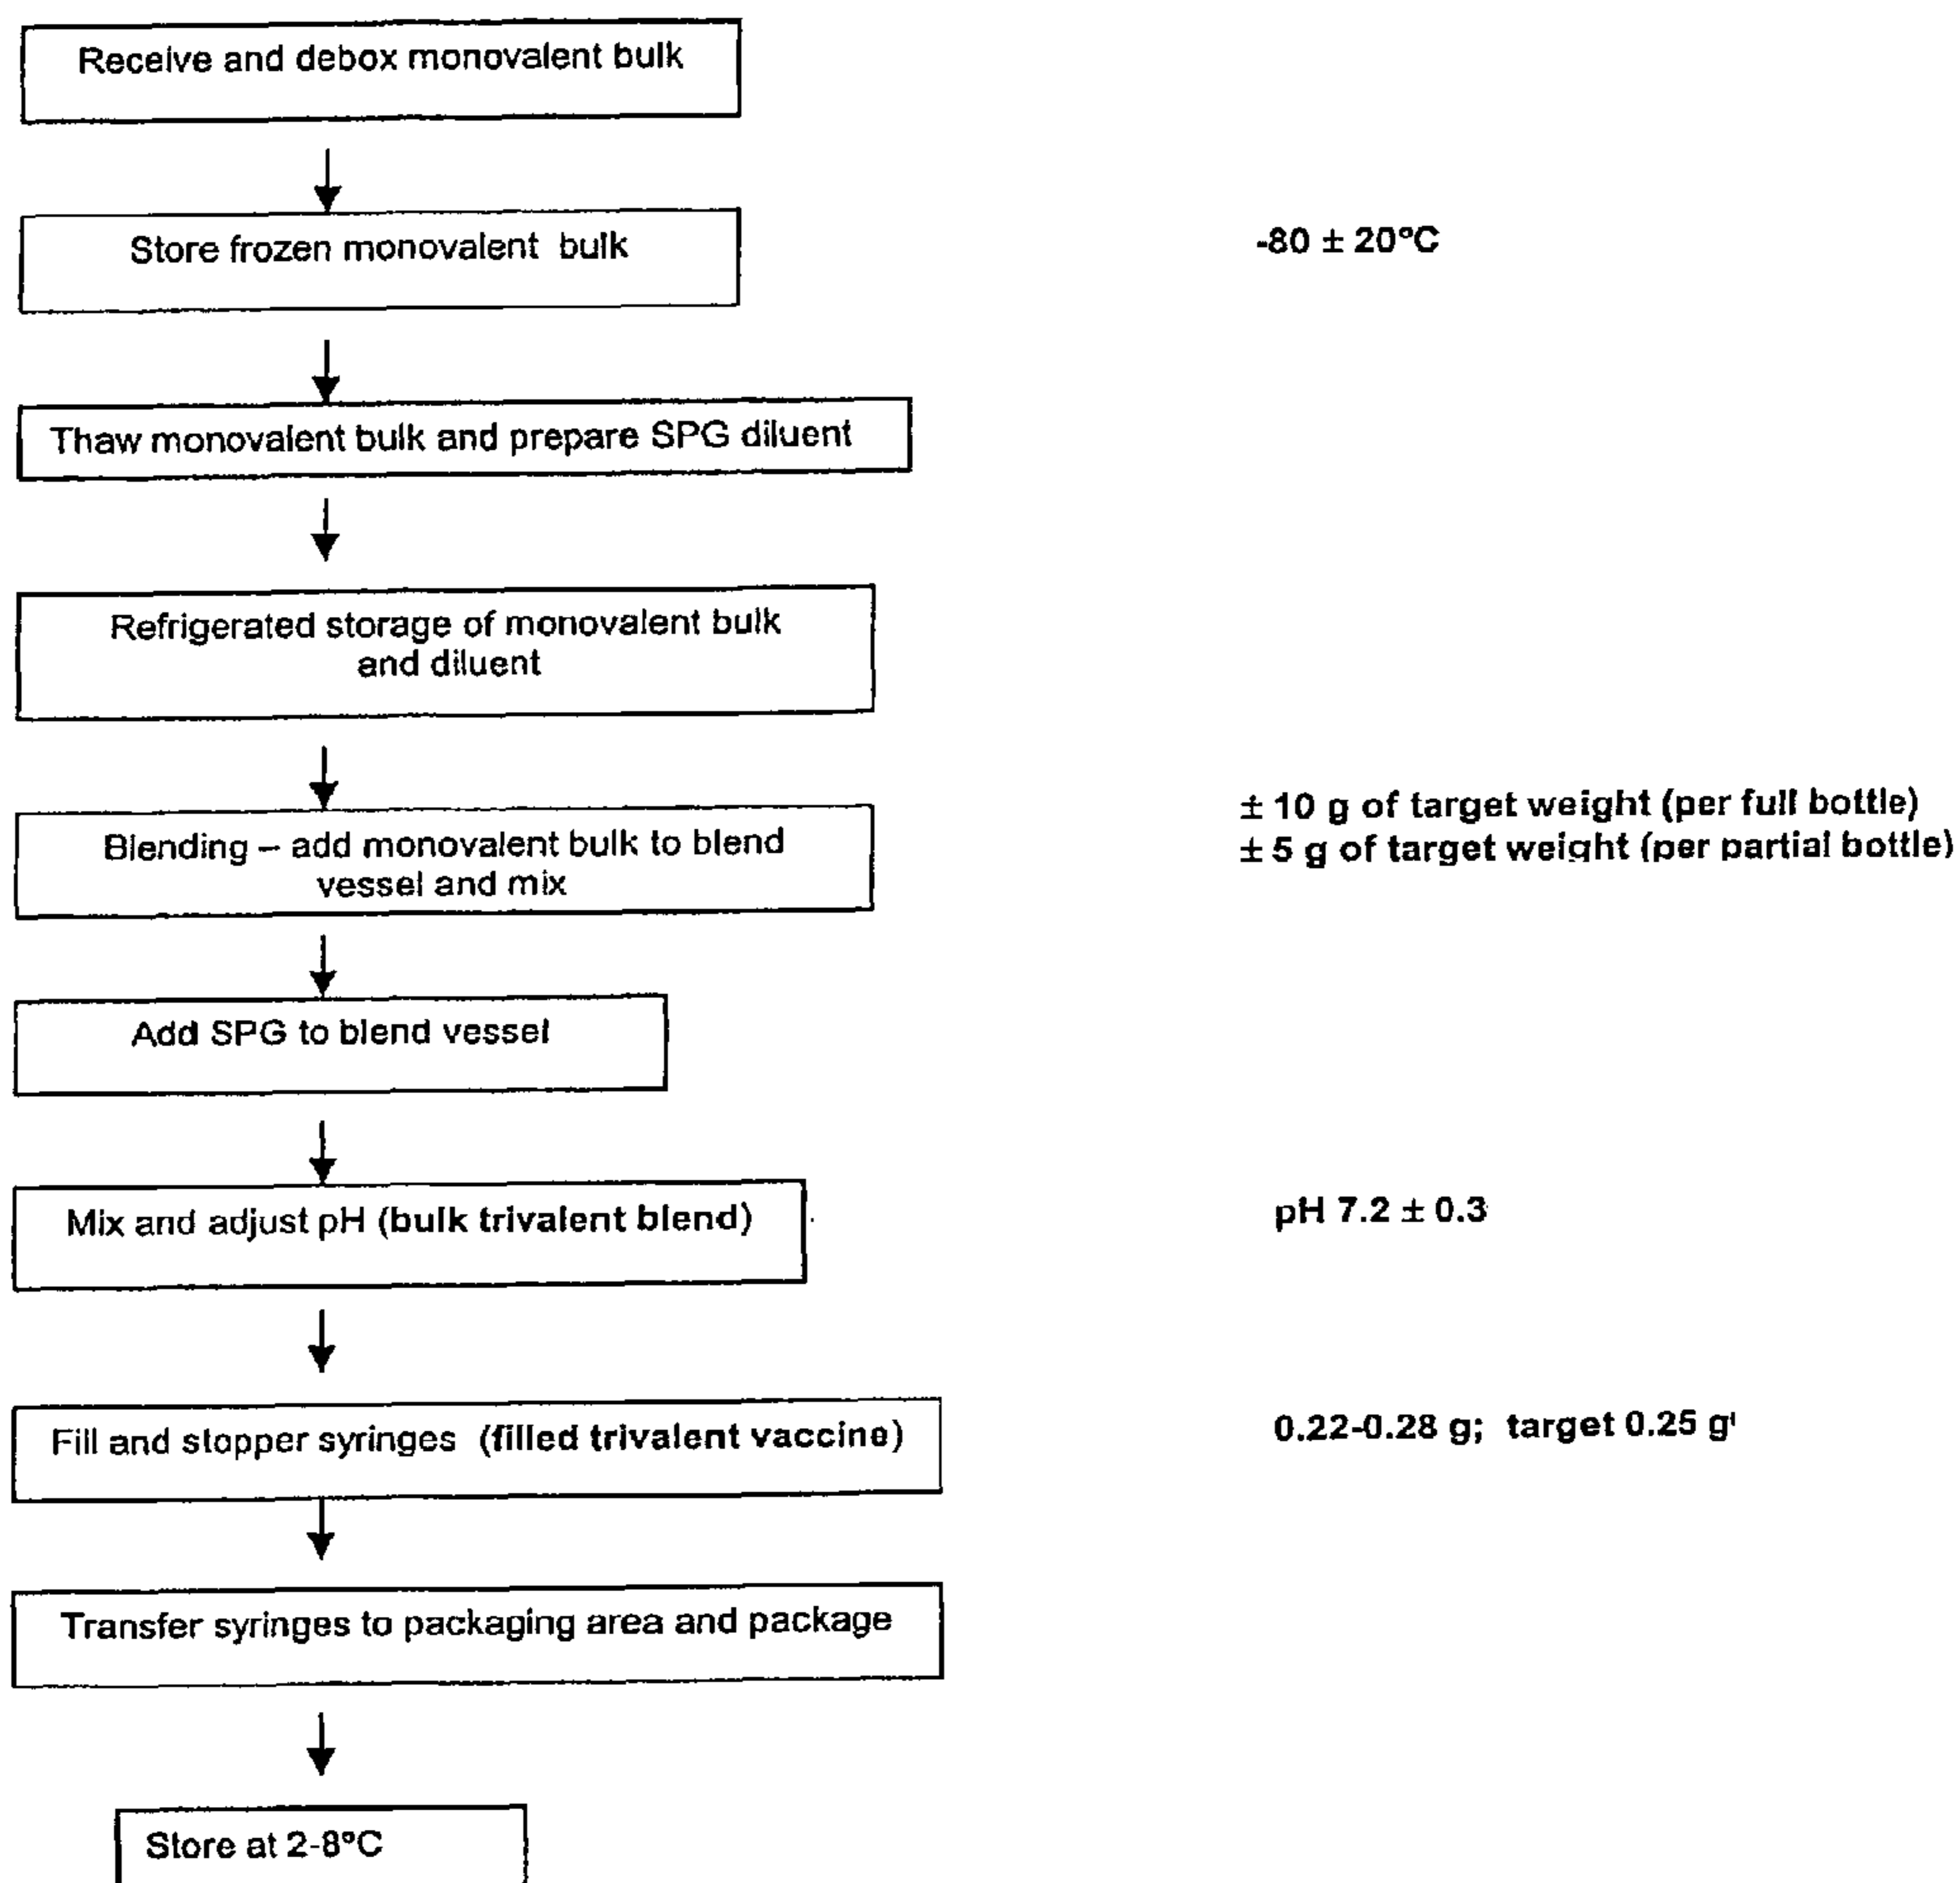 Receive and debox monovalent bulk
Store frozen monovalent bulk
-80 ± 20°C
Thaw monovalent bulk and prepare SPG diluent
Refrigerated storage of monovalent bulk
and diluent
± 10 g of target weight (per full bottle)
± 5 g of target weight (per partial bottle)
Blending – add monovalent bulk to blend
vessel and mix
Add SPG to blend vessel
Mix and adjust pH (bulk trivalent blend)
pH 7.2 ± 0.3
Fill and stopper syringes (filled trivalent vaccine)
0.22-0.28 g; target 0.25 g
Transfer syringes to packaging area and package
Store at 2-8°C